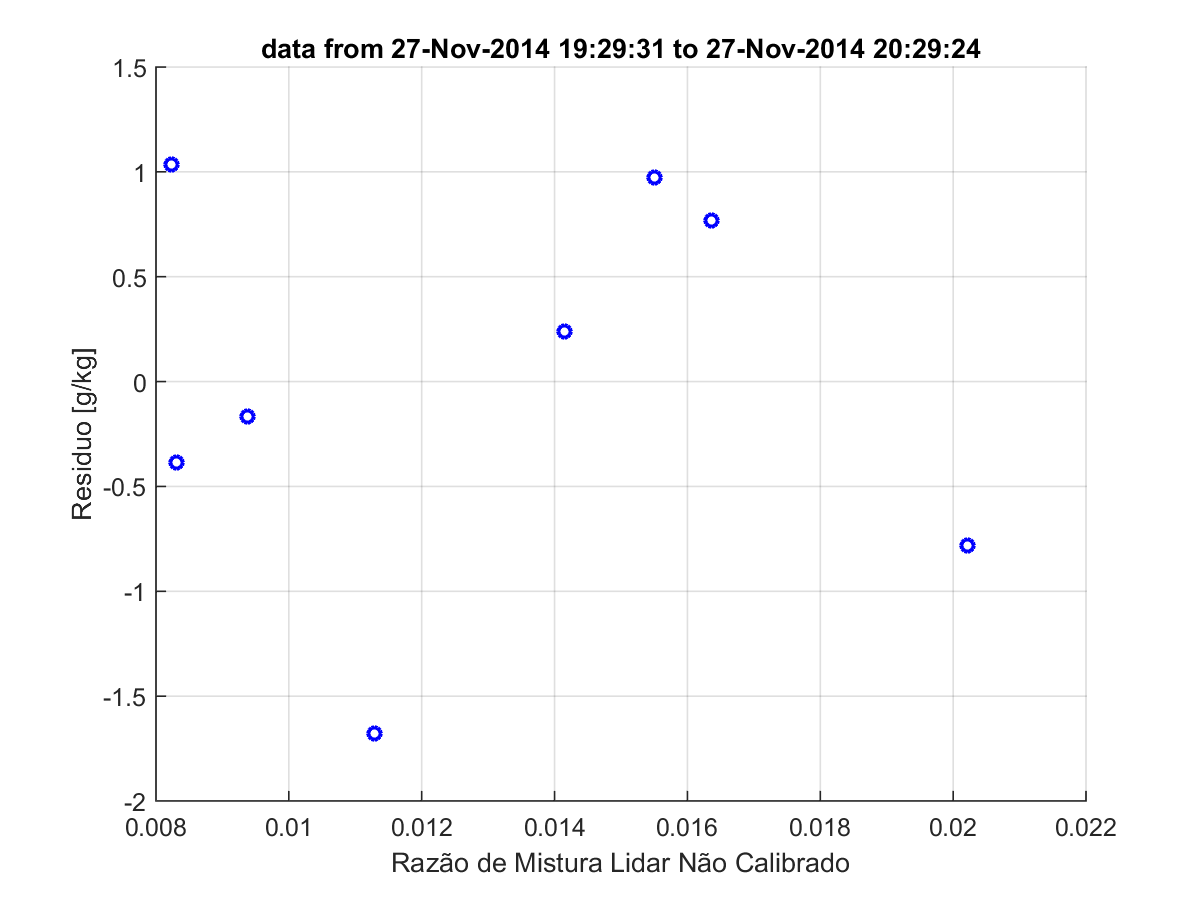 data from 27-Nov-2014 19:29:31 to 27-Nov-2014 20:29:24
1.5
1
0.5
0
-0.5
-1
-1.5
-2
Residuo [g/kg]
0.008 0.01 0.012 0.014 0.016 0.018 0.02 0.022
Razão de Mistura Lidar Não Calibrado